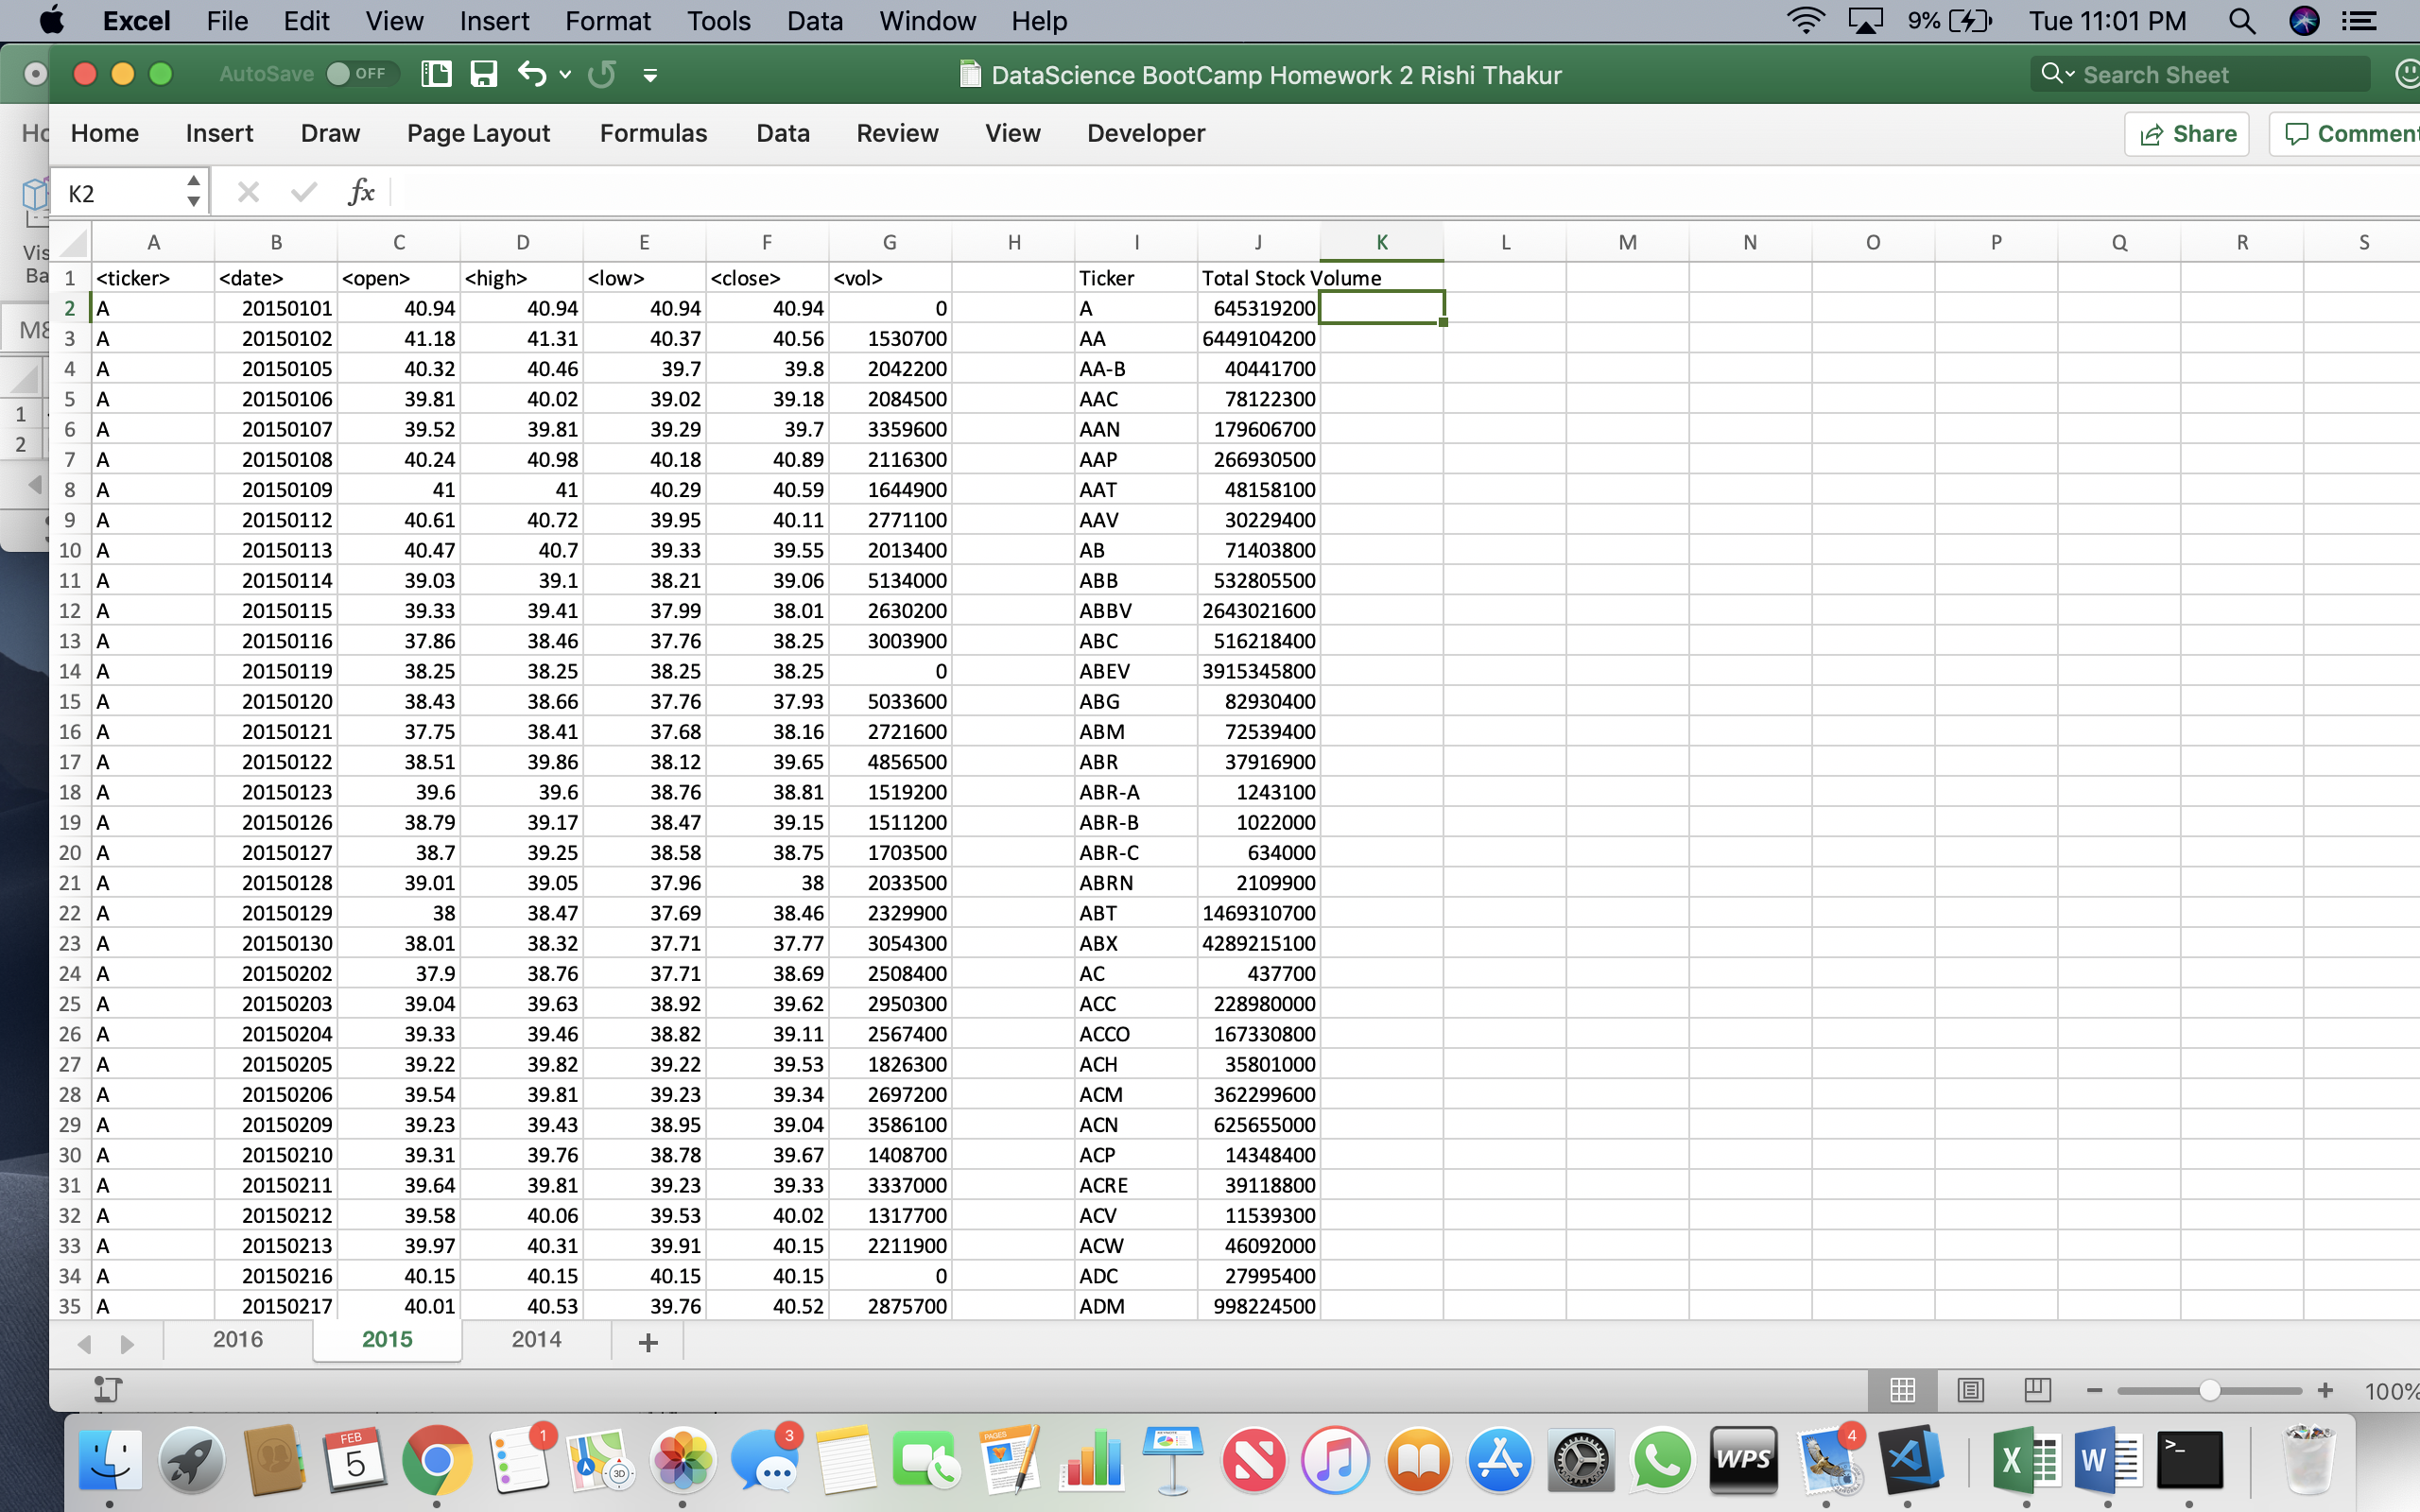 Excel File Edit View Insert Format Tools Data Window Help 9% Tue 11:01 PM
AutoSave OFF DataScience BootCamp Homework 2 Rishi Thakur Search Sheet
Home Insert Draw Page Layout Formulas Data Review View Developer Share Comment
K2 fx
A B C D E F G H I J K L M N O P Q R S
1 <ticker> <date> <open> <high> <low> <close> <vol> Ticker Total Stock Volume
2 A 20150101 40.94 40.94 40.94 40.94 0 A 645319200
3 A 20150102 41.18 41.31 40.37 40.56 1530700 AA 6449104200
4 A 20150105 40.32 40.46 39.7 39.8 2042200 AA-B 40441700
5 A 20150106 39.81 40.02 39.02 39.18 2084500 AAC 78122300
6 A 20150107 39.52 39.81 39.29 39.7 3359600 AAN 179606700
7 A 20150108 40.24 40.98 40.18 40.89 2116300 AAP 266930500
8 A 20150109 41 41 40.29 40.59 1644900 AAT 48158100
9 A 20150112 40.61 40.72 39.95 40.11 2771100 AAV 30229400
10 A 20150113 40.47 40.7 39.33 39.55 2013400 AB 71403800
11 A 20150114 39.03 39.1 38.21 39.06 5134000 ABB 532805500
12 A 20150115 39.33 39.41 37.99 38.01 2630200 ABBV 2643021600
13 A 20150116 37.86 38.46 37.76 38.25 3003900 ABC 516218400
14 A 20150119 38.25 38.25 38.25 38.25 0 ABEV 3915345800
15 A 20150120 38.43 38.66 37.76 37.93 5033600 ABG 82930400
16 A 20150121 37.75 38.41 37.68 38.16 2721600 ABM 72539400
17 A 20150122 38.51 39.86 38.12 39.65 4856500 ABR 37916900
18 A 20150123 39.6 39.6 38.76 38.81 1519200 ABR-A 1243100
19 A 20150126 38.79 39.17 38.47 39.15 1511200 ABR-B 1022000
20 A 20150127 38.7 39.25 38.58 38.75 1703500 ABR-C 634000
21 A 20150128 39.01 39.05 37.96 38 2033500 ABRN 2109900
22 A 20150129 38 38.47 37.69 38.46 2329900 ABT 1469310700
23 A 20150130 38.01 38.32 37.71 37.77 3054300 ABX 4289215100
24 A 20150202 37.9 38.76 37.71 38.69 2508400 AC 437700
25 A 20150203 39.04 39.63 38.92 39.62 2950300 ACC 228980000
26 A 20150204 39.33 39.46 38.82 39.11 2567400 ACCO 167330800
27 A 20150205 39.22 39.82 39.22 39.53 1826300 ACH 35801000
28 A 20150206 39.54 39.81 39.23 39.34 2697200 ACM 362299600
29 A 20150209 39.23 39.43 38.95 39.04 3586100 ACN 625655000
30 A 20150210 39.31 39.76 38.78 39.67 1408700 ACP 14348400
31 A 20150211 39.64 39.81 39.23 39.33 3337000 ACRE 39118800
32 A 20150212 39.58 40.06 39.53 40.02 1317700 ACV 11539300
33 A 20150213 39.97 40.31 39.91 40.15 2211900 ACW 46092000
34 A 20150216 40.15 40.15 40.15 40.15 0 ADC 27995400
35 A 20150217 40.01 40.53 39.76 40.52 2875700 ADM 998224500
2016 2015 2014 +
100%
FEB 5 1 3D 3 PAGES WPS 4 X W >_